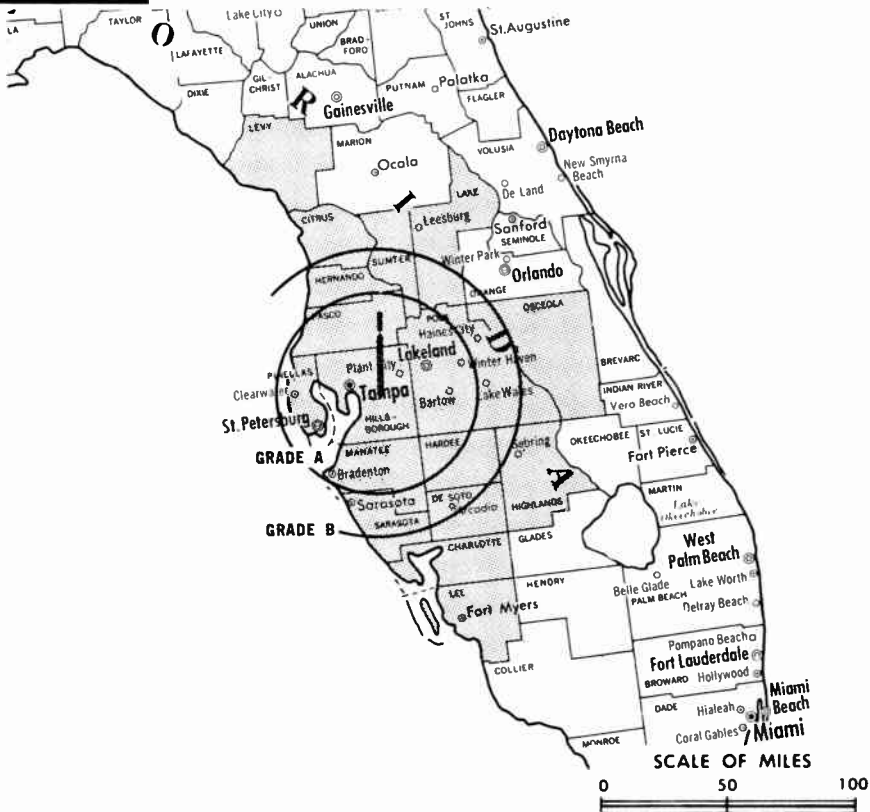 LA
TAYLOR
O
Lake City
UNION
BRAD-
FORD
ST
JOHNS
St. Augustine
LAFAYETTE
GIL-
CHRIST
ALACHUA
PUTNAM
Palatka
DIXIE
R
Gainesville
FLAGLER
LEVY
MARION
Ocala
VOLUSIA
Daytona Beach
New Smyrna
Beach
De Land
LAKE
CITRUS
I
Leesburg
Sanford
SEMINOLE
SUMTER
Winter Park
Orlando
HERNANDO
ORANGE
OSCEOLA
PASCO
POLK
Haines City
D
Plant City
Lakeland
Winter Haven
BREVARD
PINELLAS
Clearwater
Tampa
Bartow
Lake Wales
INDIAN RIVER
Vero Beach
St. Petersburg
HILLS-
BOROUGH
HARDEE
Sebring
OKEECHOBEE
ST. LUCIE
Fort Pierce
GRADE A
MANATEE
Bradenton
A
MARTIN
Lake
Okeechobee
Sarasota
DE SOTO
Arcadia
HIGHLANDS
SARASOTA
GRADE B
CHARLOTTE
GLADES
West
Palm Beach
HENDRY
Belle Glade
Lake Worth
LEE
PALM BEACH
Delray Beach
Fort Myers
Pompano Beach
Fort Lauderdale
COLLIER
BROWARD
Hollywood
Miami
Beach
DADE
Hialeah
Coral Gables
Miami
MONROE
SCALE OF MILES
0 50 100